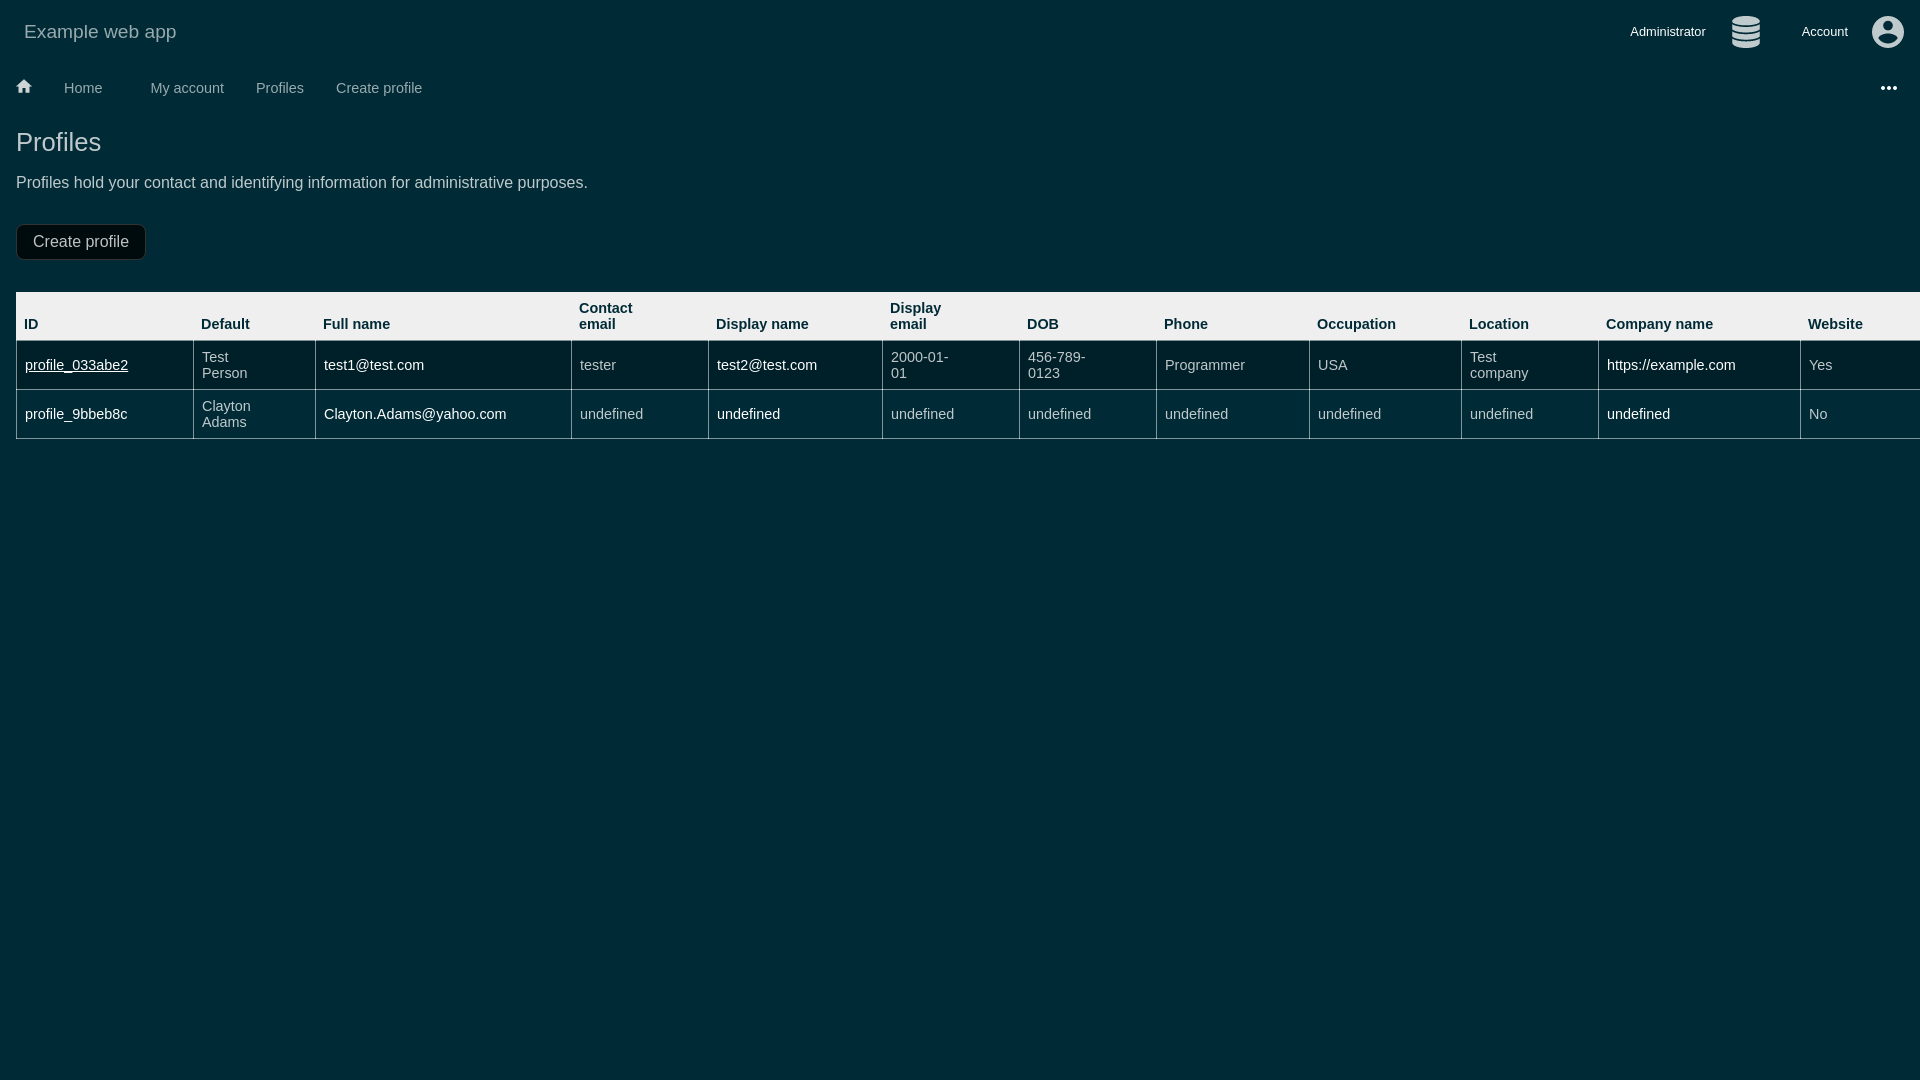 Example web app
Administrator
Account
Home
My account
Profiles
Create profile
Profiles
Profiles hold your contact and identifying information for administrative purposes.
Create profile
ID
Default
Full name
Contact
email
Display name
Display
email
DOB
Phone
Occupation
Location
Company name
Website
profile_033abe2
Test
Person
test1@test.com
tester
test2@test.com
2000-01-
01
456-789-
0123
Programmer
USA
Test
company
https://example.com
Yes
profile_9bbeb8c
Clayton
Adams
Clayton.Adams@yahoo.com
undefined
undefined
undefined
undefined
undefined
undefined
undefined
undefined
No